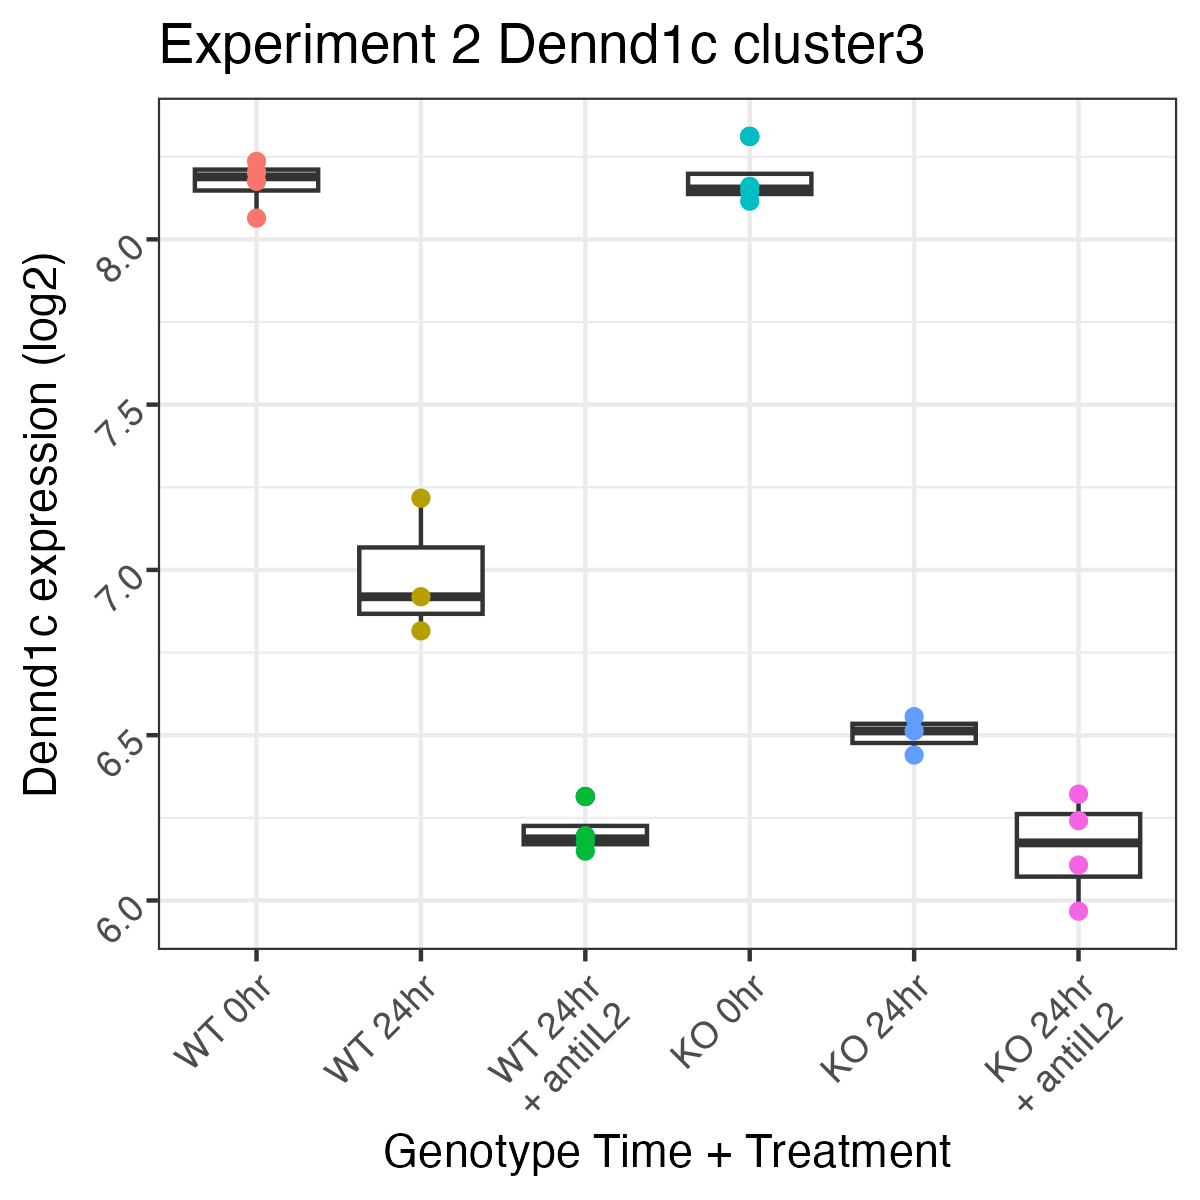 Experiment 2 Dennd1c cluster3
Dennd1c expression (log2)
8.0
7.5
7.0
6.5
6.0
WT 0hr
WT 24hr
WT 24hr
+ antiIL2
KO 0hr
KO 24hr
KO 24hr
+ antiIL2
Genotype Time + Treatment